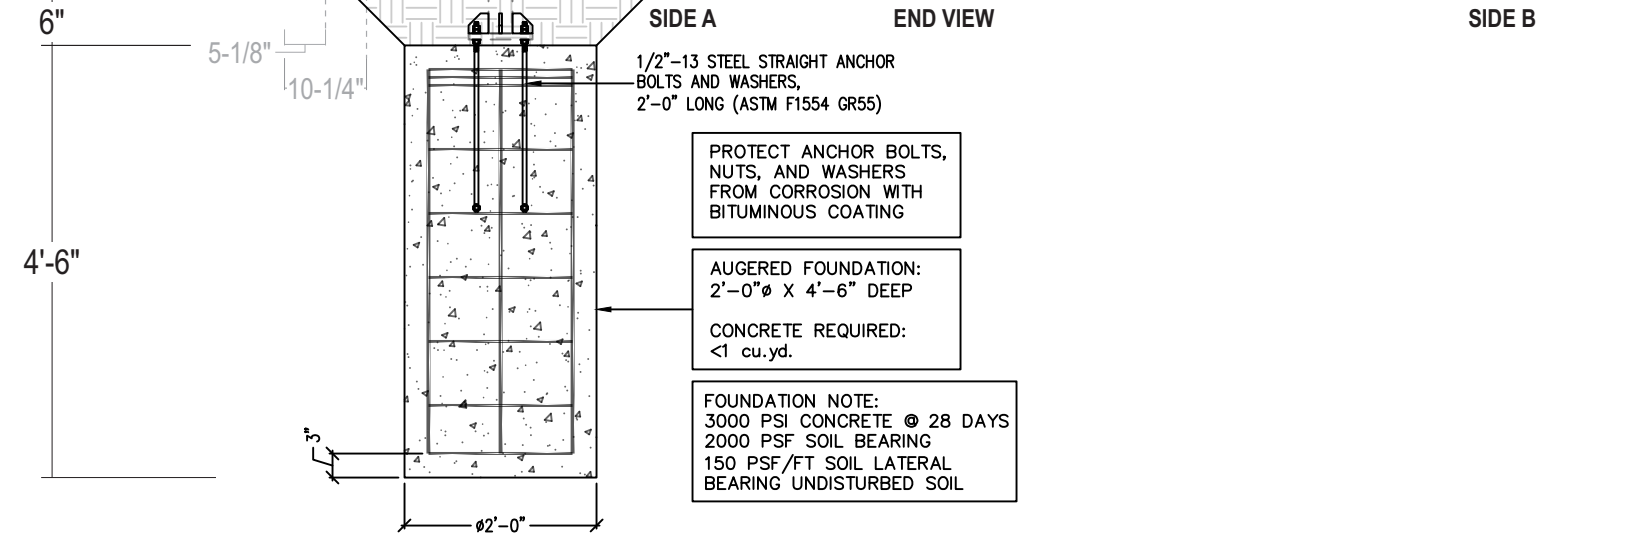 6"
SIDE A
END VIEW
SIDE B
5-1/8"
10-1/4"
1/2"-13 STEEL STRAIGHT ANCHOR
BOLTS AND WASHERS,
2'-0" LONG (ASTM F1554 GR55)
PROTECT ANCHOR BOLTS,
NUTS, AND WASHERS
FROM CORROSION WITH
BITUMINOUS COATING
4'-6"
AUGERED FOUNDATION:
2'-0"ø X 4'-6" DEEP
CONCRETE REQUIRED:
<1 cu.yd.
FOUNDATION NOTE:
3000 PSI CONCRETE @ 28 DAYS
2000 PSF SOIL BEARING
150 PSF/FT SOIL LATERAL
BEARING UNDISTURBED SOIL
3"
ø2'-0"